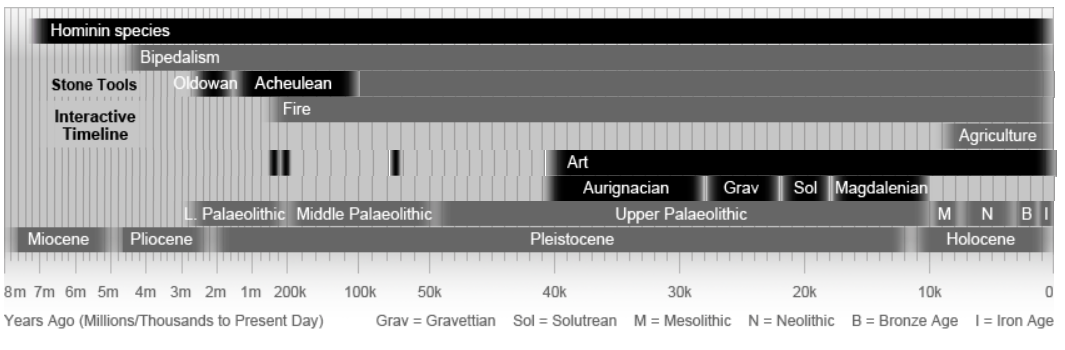 Hominin species
Bipedalism
Stone Tools Oldowan Acheulean
Interactive Timeline
Fire
Agriculture
Art
Aurignacian Grav Sol Magdalenian
L. Palaeolithic Middle Palaeolithic Upper Palaeolithic M N B I
Miocene Pliocene Pleistocene Holocene
8m 7m 6m 5m 4m 3m 2m 1m 200k 100k 50k 40k 30k 20k 10k 0
Years Ago (Millions/Thousands to Present Day) Grav = Gravettian Sol = Solutrean M = Mesolithic N = Neolithic B = Bronze Age I = Iron Age